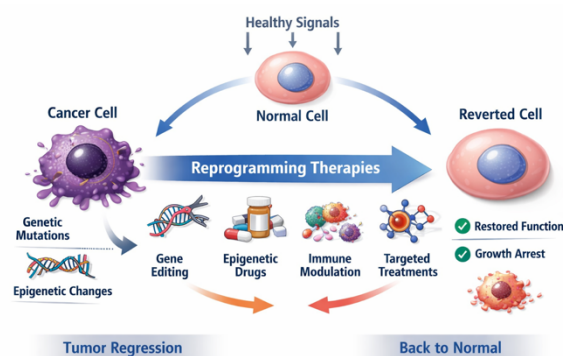 Healthy Signals
Normal Cell
Cancer Cell
Reverted Cell
Reprogramming Therapies
Genetic
Mutations
Epigenetic Changes
Gene
Editing
Epigenetic
Drugs
Immune
Modulation
Targeted
Treatments
Restored Function
Growth Arrest
Tumor Regression
Back to Normal